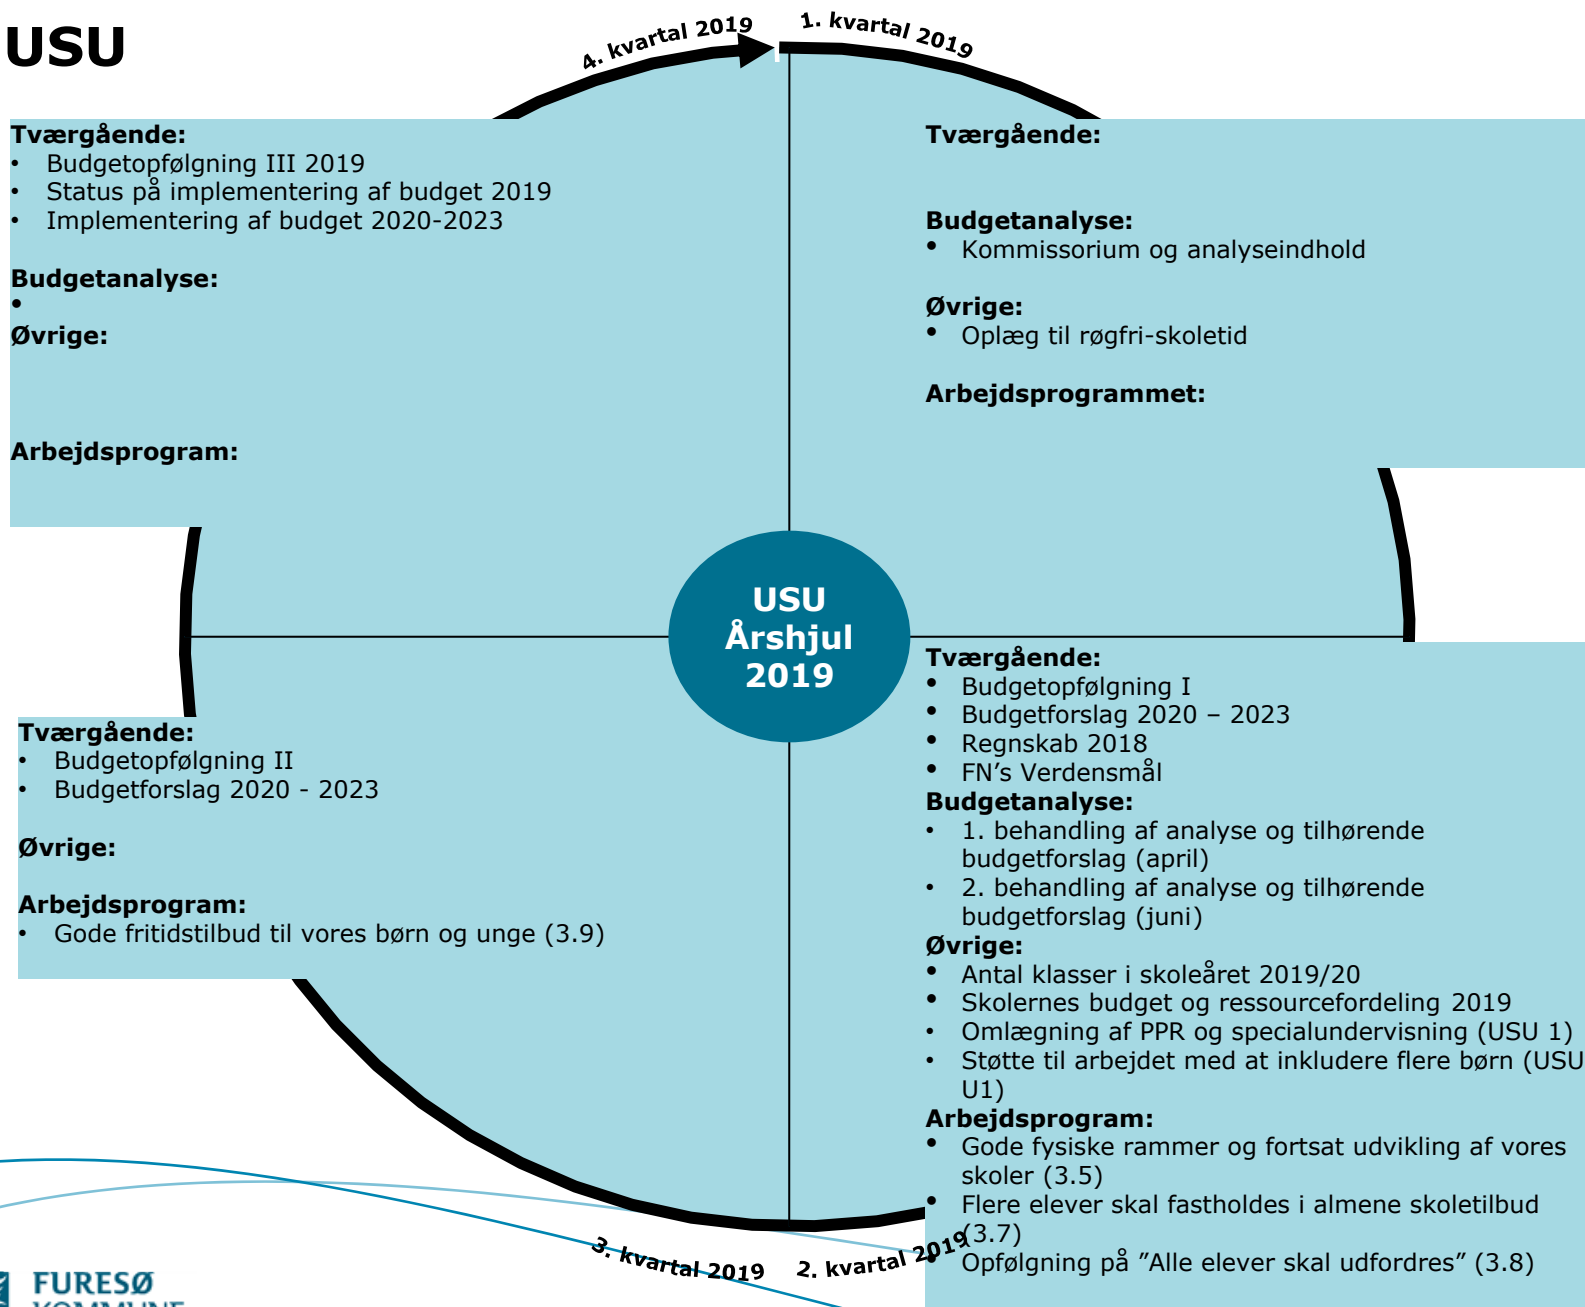 USU
4. kvartal 2019
1. kvartal 2019
Tværgående:
• Budgetopfølgning III 2019
• Status på implementering af budget 2019
• Implementering af budget 2020-2023
Budgetanalyse:
•
Øvrige:
Arbejdsprogram:
Tværgående:
Budgetanalyse:
• Kommissorium og analyseindhold
Øvrige:
• Oplæg til røgfri-skoletid
Arbejdsprogrammet:
USU
Årshjul
2019
Tværgående:
• Budgetopfølgning II
• Budgetforslag 2020 - 2023
Øvrige:
Arbejdsprogram:
• Gode fritidstilbud til vores børn og unge (3.9)
Tværgående:
• Budgetopfølgning I
• Budgetforslag 2020 – 2023
• Regnskab 2018
• FN’s Verdensmål
Budgetanalyse:
• 1. behandling af analyse og tilhørende
budgetforslag (april)
• 2. behandling af analyse og tilhørende
budgetforslag (juni)
Øvrige:
• Antal klasser i skoleåret 2019/20
• Skolernes budget og ressourcefordeling 2019
• Omlægning af PPR og specialundervisning (USU 1)
• Støtte til arbejdet med at inkludere flere børn (USU
U1)
Arbejdsprogram:
• Gode fysiske rammer og fortsat udvikling af vores
skoler (3.5)
• Flere elever skal fastholdes i almene skoletilbud
(3.7)
• Opfølgning på ”Alle elever skal udfordres” (3.8)
3. kvartal 2019
2. kvartal 2019
FURESØ
KOMMUNE